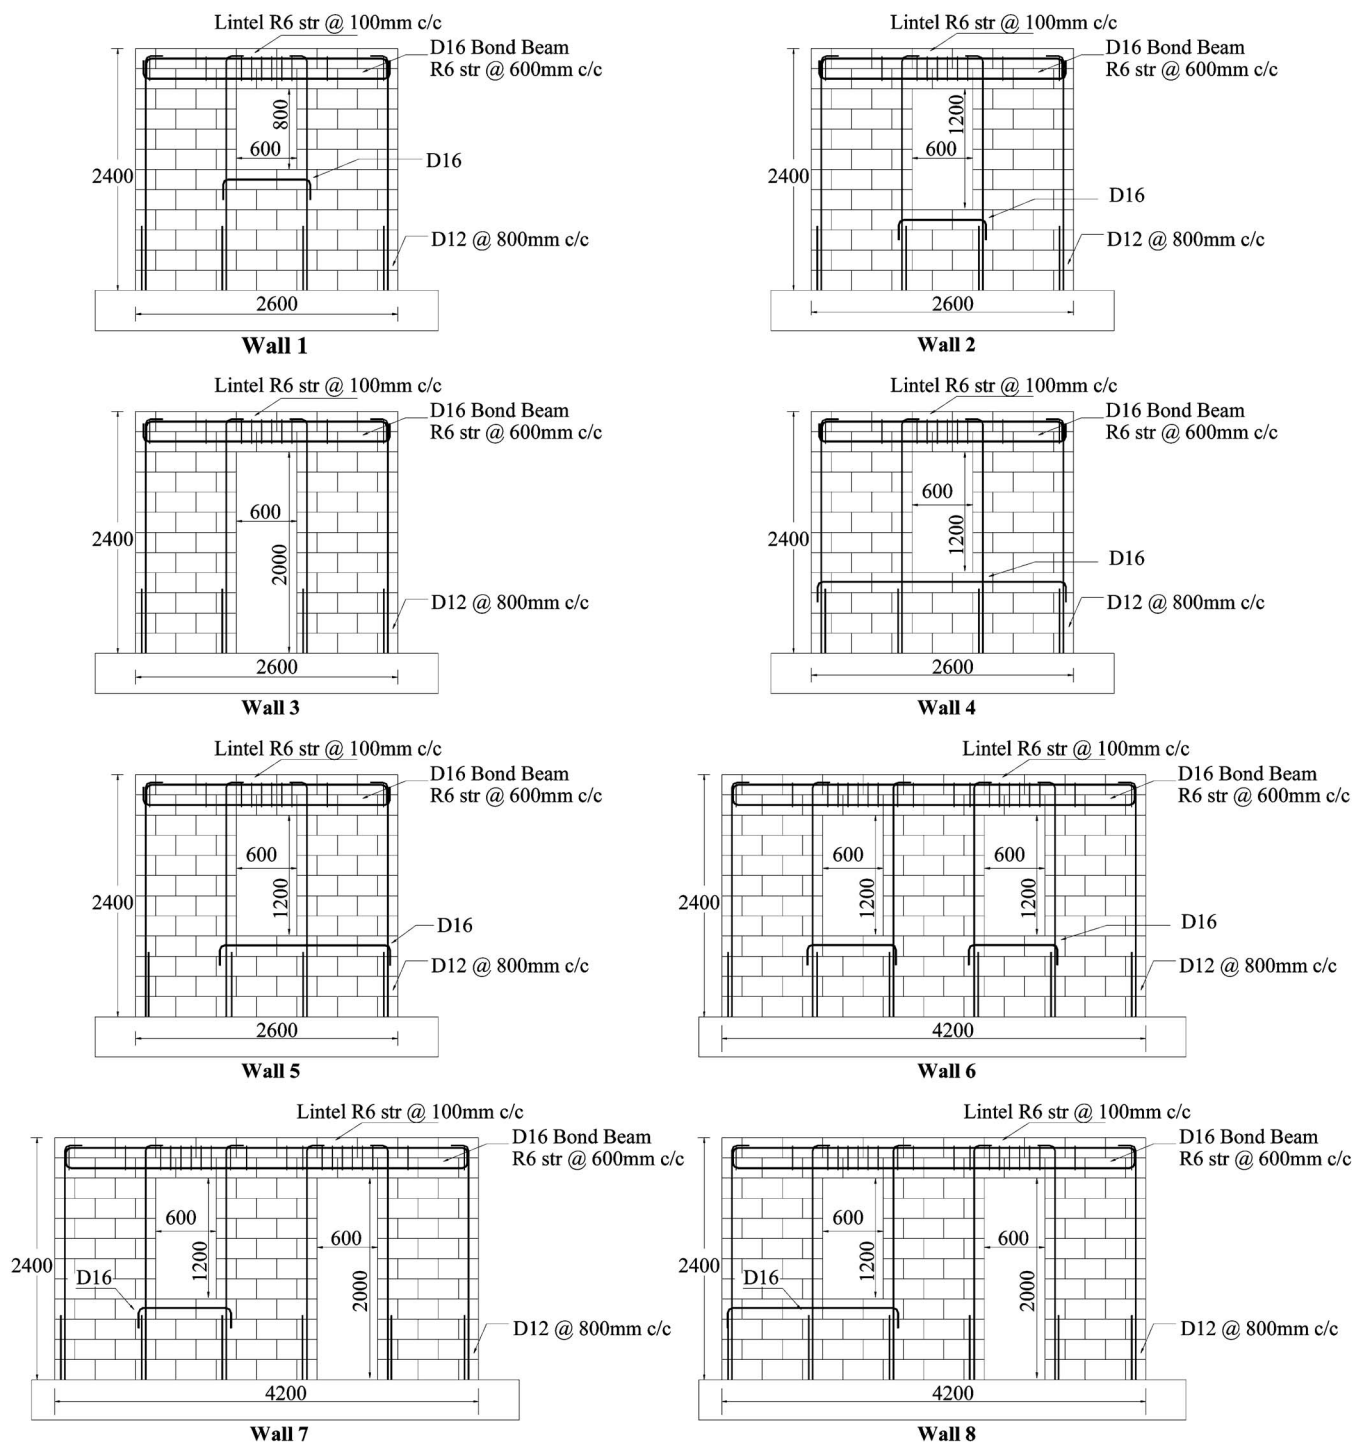 Lintel R6 str @ 100mm c/c
D16 Bond Beam
R6 str @ 600mm c/c
800
600
D16
2400
D12 @ 800mm c/c
2600
Wall 1
Lintel R6 str @ 100mm c/c
D16 Bond Beam
R6 str @ 600mm c/c
1200
600
2400
D16
D12 @ 800mm c/c
2600
Wall 2
Lintel R6 str @ 100mm c/c
D16 Bond Beam
R6 str @ 600mm c/c
600
2400
2000
D12 @ 800mm c/c
2600
Wall 3
Lintel R6 str @ 100mm c/c
D16 Bond Beam
R6 str @ 600mm c/c
600
1200
2400
D16
D12 @ 800mm c/c
2600
Wall 4
Lintel R6 str @ 100mm c/c
D16 Bond Beam
R6 str @ 600mm c/c
600
1200
2400
D16
D12 @ 800mm c/c
2600
Wall 5
Lintel R6 str @ 100mm c/c
D16 Bond Beam
R6 str @ 600mm c/c
600
600
1200
1200
2400
D16
D12 @ 800mm c/c
4200
Wall 6
Lintel R6 str @ 100mm c/c
D16 Bond Beam
R6 str @ 600mm c/c
600
600
1200
2400
D16
2000
D12 @ 800mm c/c
4200
Wall 7
Lintel R6 str @ 100mm c/c
D16 Bond Beam
R6 str @ 600mm c/c
600
600
1200
2400
D16
2000
D12 @ 800mm c/c
4200
Wall 8